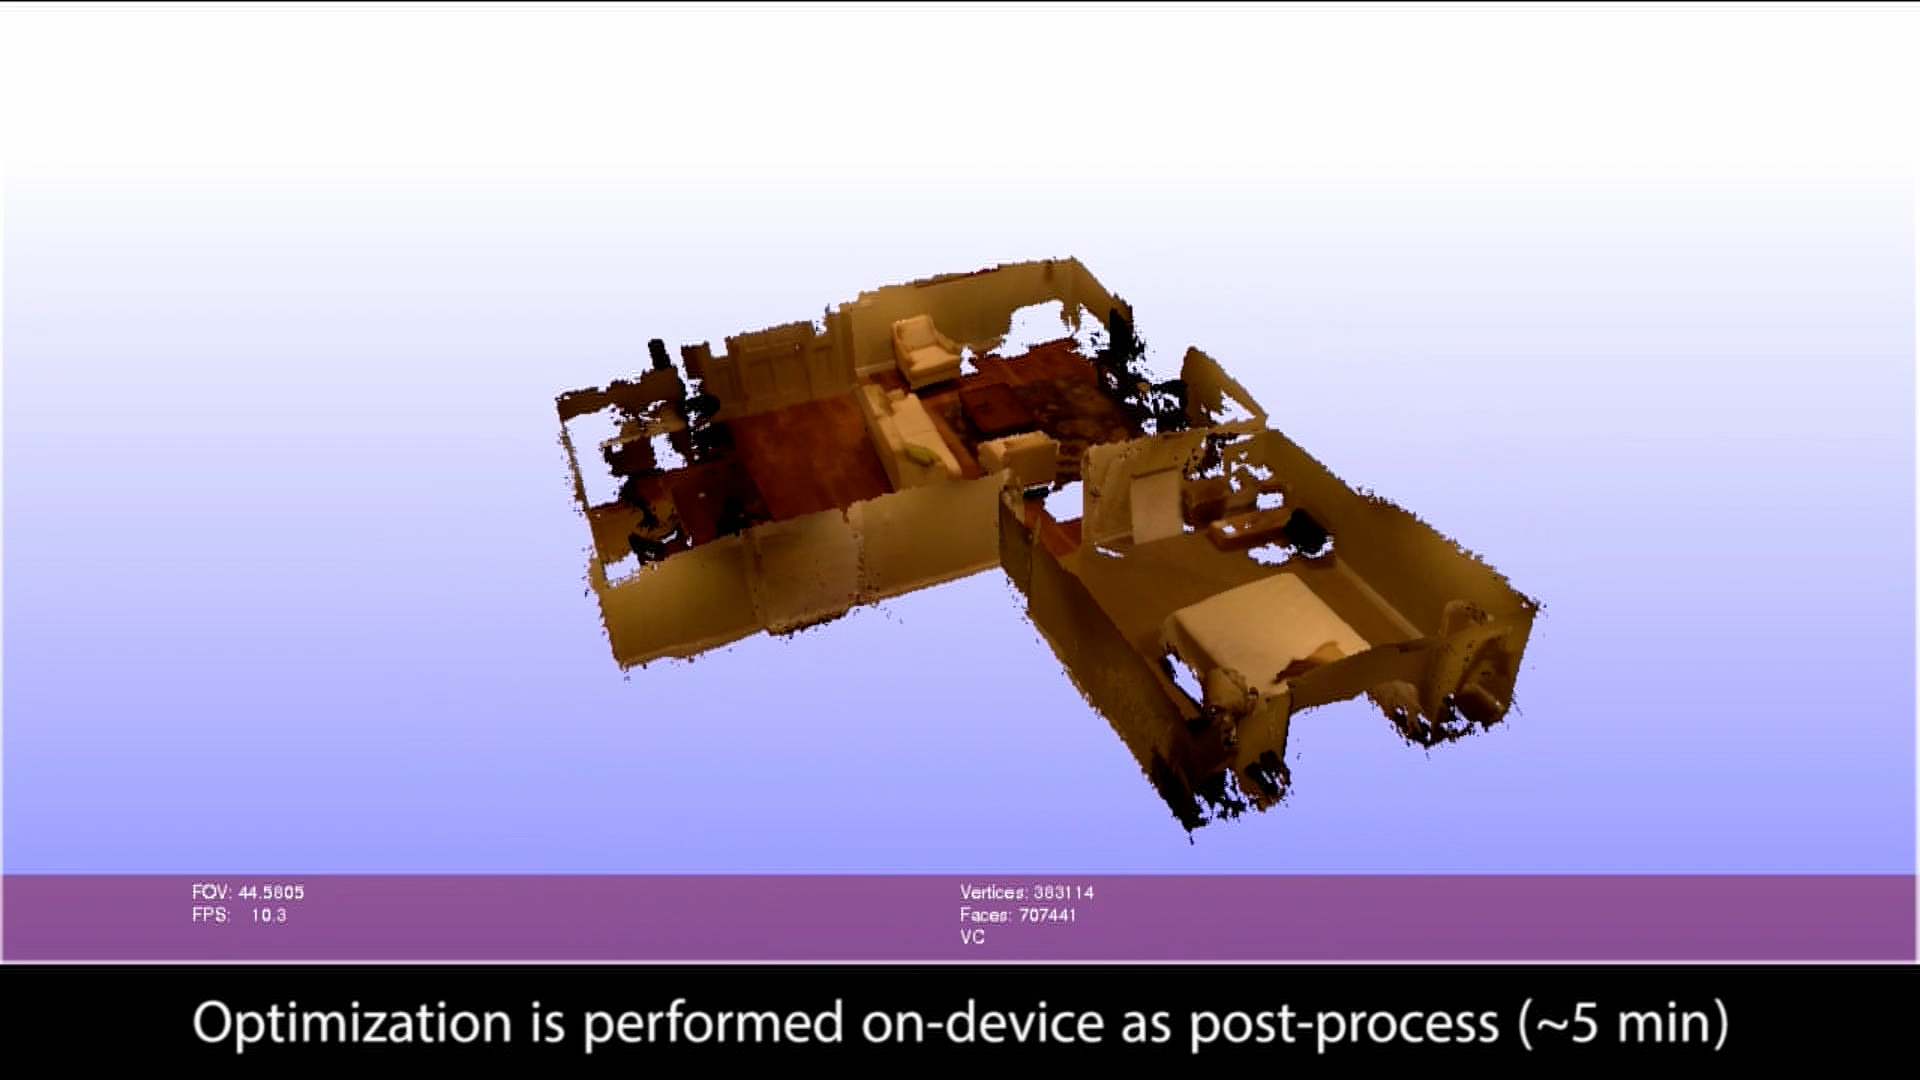 FOV: 44.5805
FPS: 10.3
Vertices: 383114
Faces: 707441
VC
Optimization is performed on-device as post-process (~5 min)